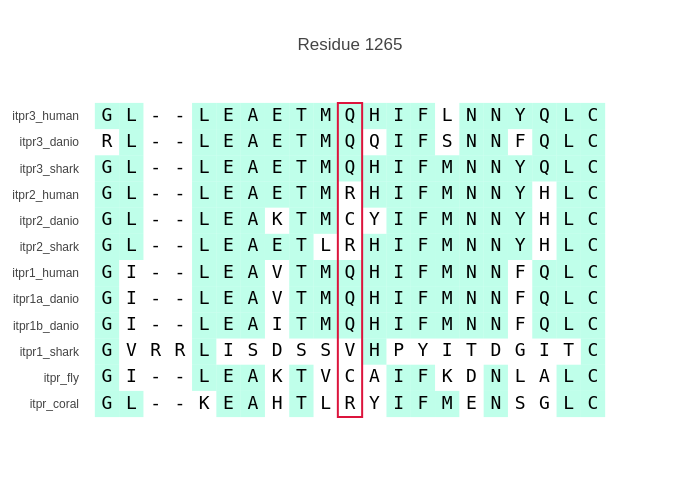 Residue 1265
itpr3_human G L - - L E A E T M Q H I F L N N Y Q L C
itpr3_danio R L - - L E A E T M Q Q I F S N N F Q L C
itpr3_shark G L - - L E A E T M Q H I F M N N Y Q L C
itpr2_human G L - - L E A E T M R H I F M N N Y H L C
itpr2_danio G L - - L E A K T M C Y I F M N N Y H L C
itpr2_shark G L - - L E A E T L R H I F M N N Y H L C
itpr1_human G I - - L E A V T M Q H I F M N N F Q L C
itpr1a_danio G I - - L E A V T M Q H I F M N N F Q L C
itpr1b_danio G I - - L E A I T M Q H I F M N N F Q L C
itpr1_shark G V R R L I S D S S V H P Y I T D G I T C
itpr_fly G I - - L E A K T V C A I F K D N L A L C
itpr_coral G L - - K E A H T L R Y I F M E N S G L C